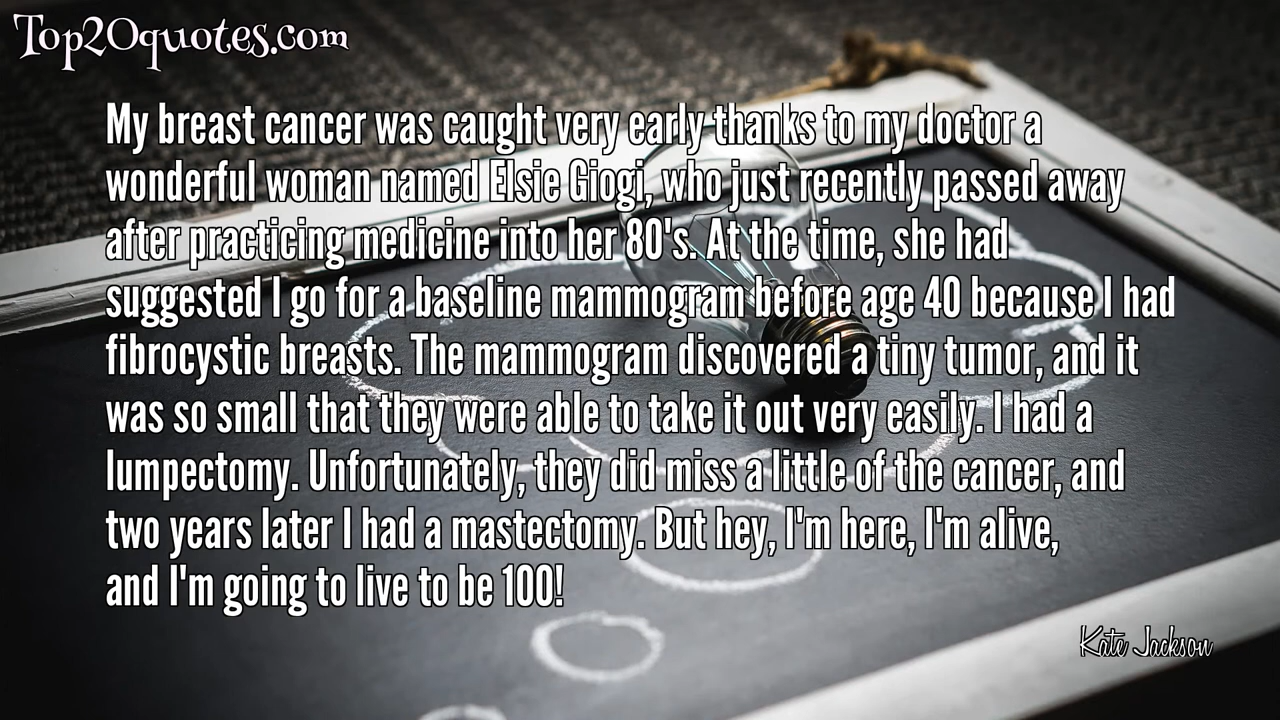 Top20quotes.com
My breast cancer was caught very early thanks to my doctor a
wonderful woman named Elsie Giogi, who just recently passed away
after practicing medicine into her 80's. At the time, she had
suggested I go for a baseline mammogram before age 40 because I had
fibrocystic breasts. The mammogram discovered a tiny tumor, and it
was so small that they were able to take it out very easily. I had a
lumpectomy. Unfortunately, they did miss a little of the cancer, and
two years later I had a mastectomy. But hey, I'm here, I'm alive,
and I'm going to live to be 100!
Kate Jackson